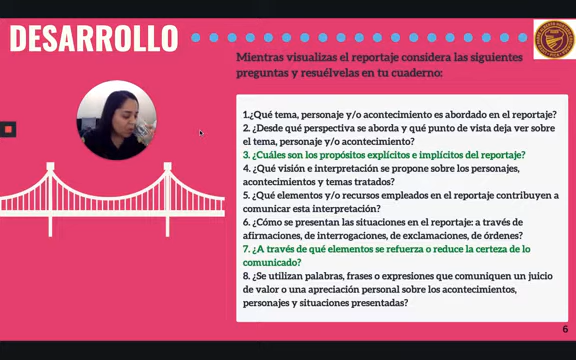 DESARROLLO
Mientras visualizas el reportaje considera las siguientes
preguntas y resuélvelas en tu cuaderno:
1.¿Qué tema, personaje y/o acontecimiento es abordado en el reportaje?
2. ¿Desde qué perspectiva se aborda y qué punto de vista deja ver sobre
el tema, personaje y/o acontecimiento?
3. ¿Cuáles son los propósitos explícitos e implícitos del reportaje?
4. ¿Qué visión e interpretación se propone sobre los personajes,
acontecimientos y temas tratados?
5. ¿Qué elementos y/o recursos empleados en el reportaje contribuyen a
comunicar esta interpretación?
6. ¿Cómo se presentan las situaciones en el reportaje: a través de
afirmaciones, de interrogaciones, de exclamaciones, de órdenes?
7. ¿A través de qué elementos se refuerza o reduce la certeza de lo
comunicado?
8. ¿Se utilizan palabras, frases o expresiones que comuniquen un juicio
de valor o una apreciación personal sobre los acontecimientos,
personajes y situaciones presentadas?
6